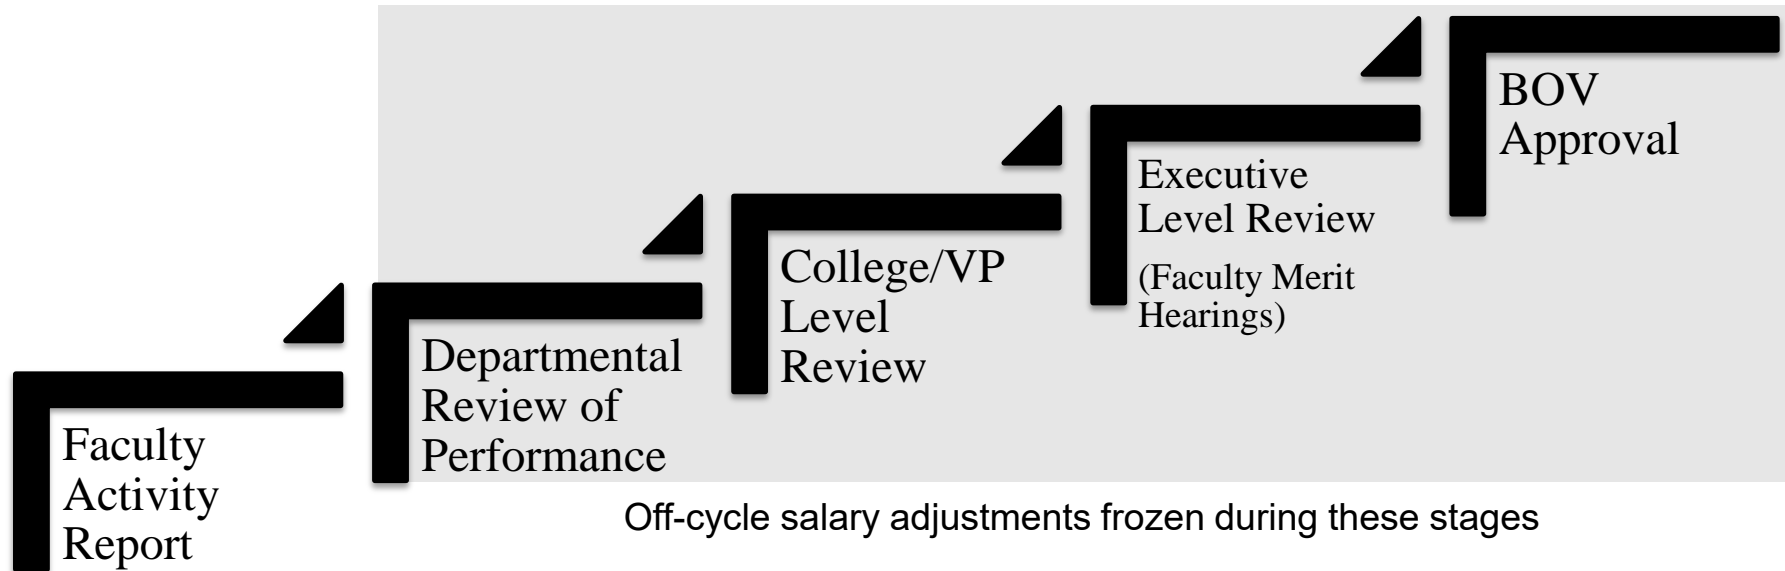 Faculty
Activity
Report
Departmental
Review of
Performance
College/VP
Level
Review
Executive
Level Review
(Faculty Merit
Hearings)
BOV
Approval
Off-cycle salary adjustments frozen during these stages